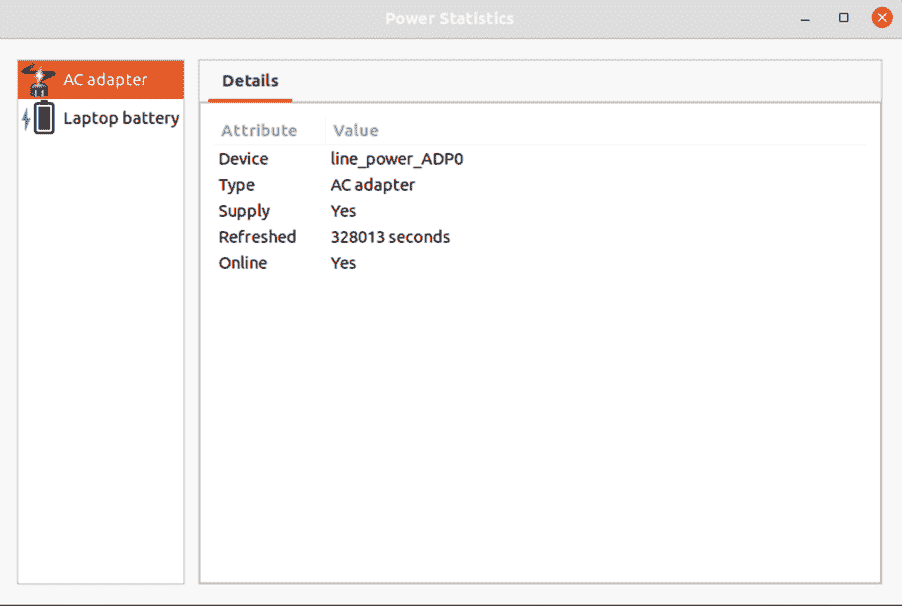 Power Statistics
AC adapter
Laptop battery
Details
Attribute Value
Device line_power_ADP0
Type AC adapter
Supply Yes
Refreshed 328013 seconds
Online Yes